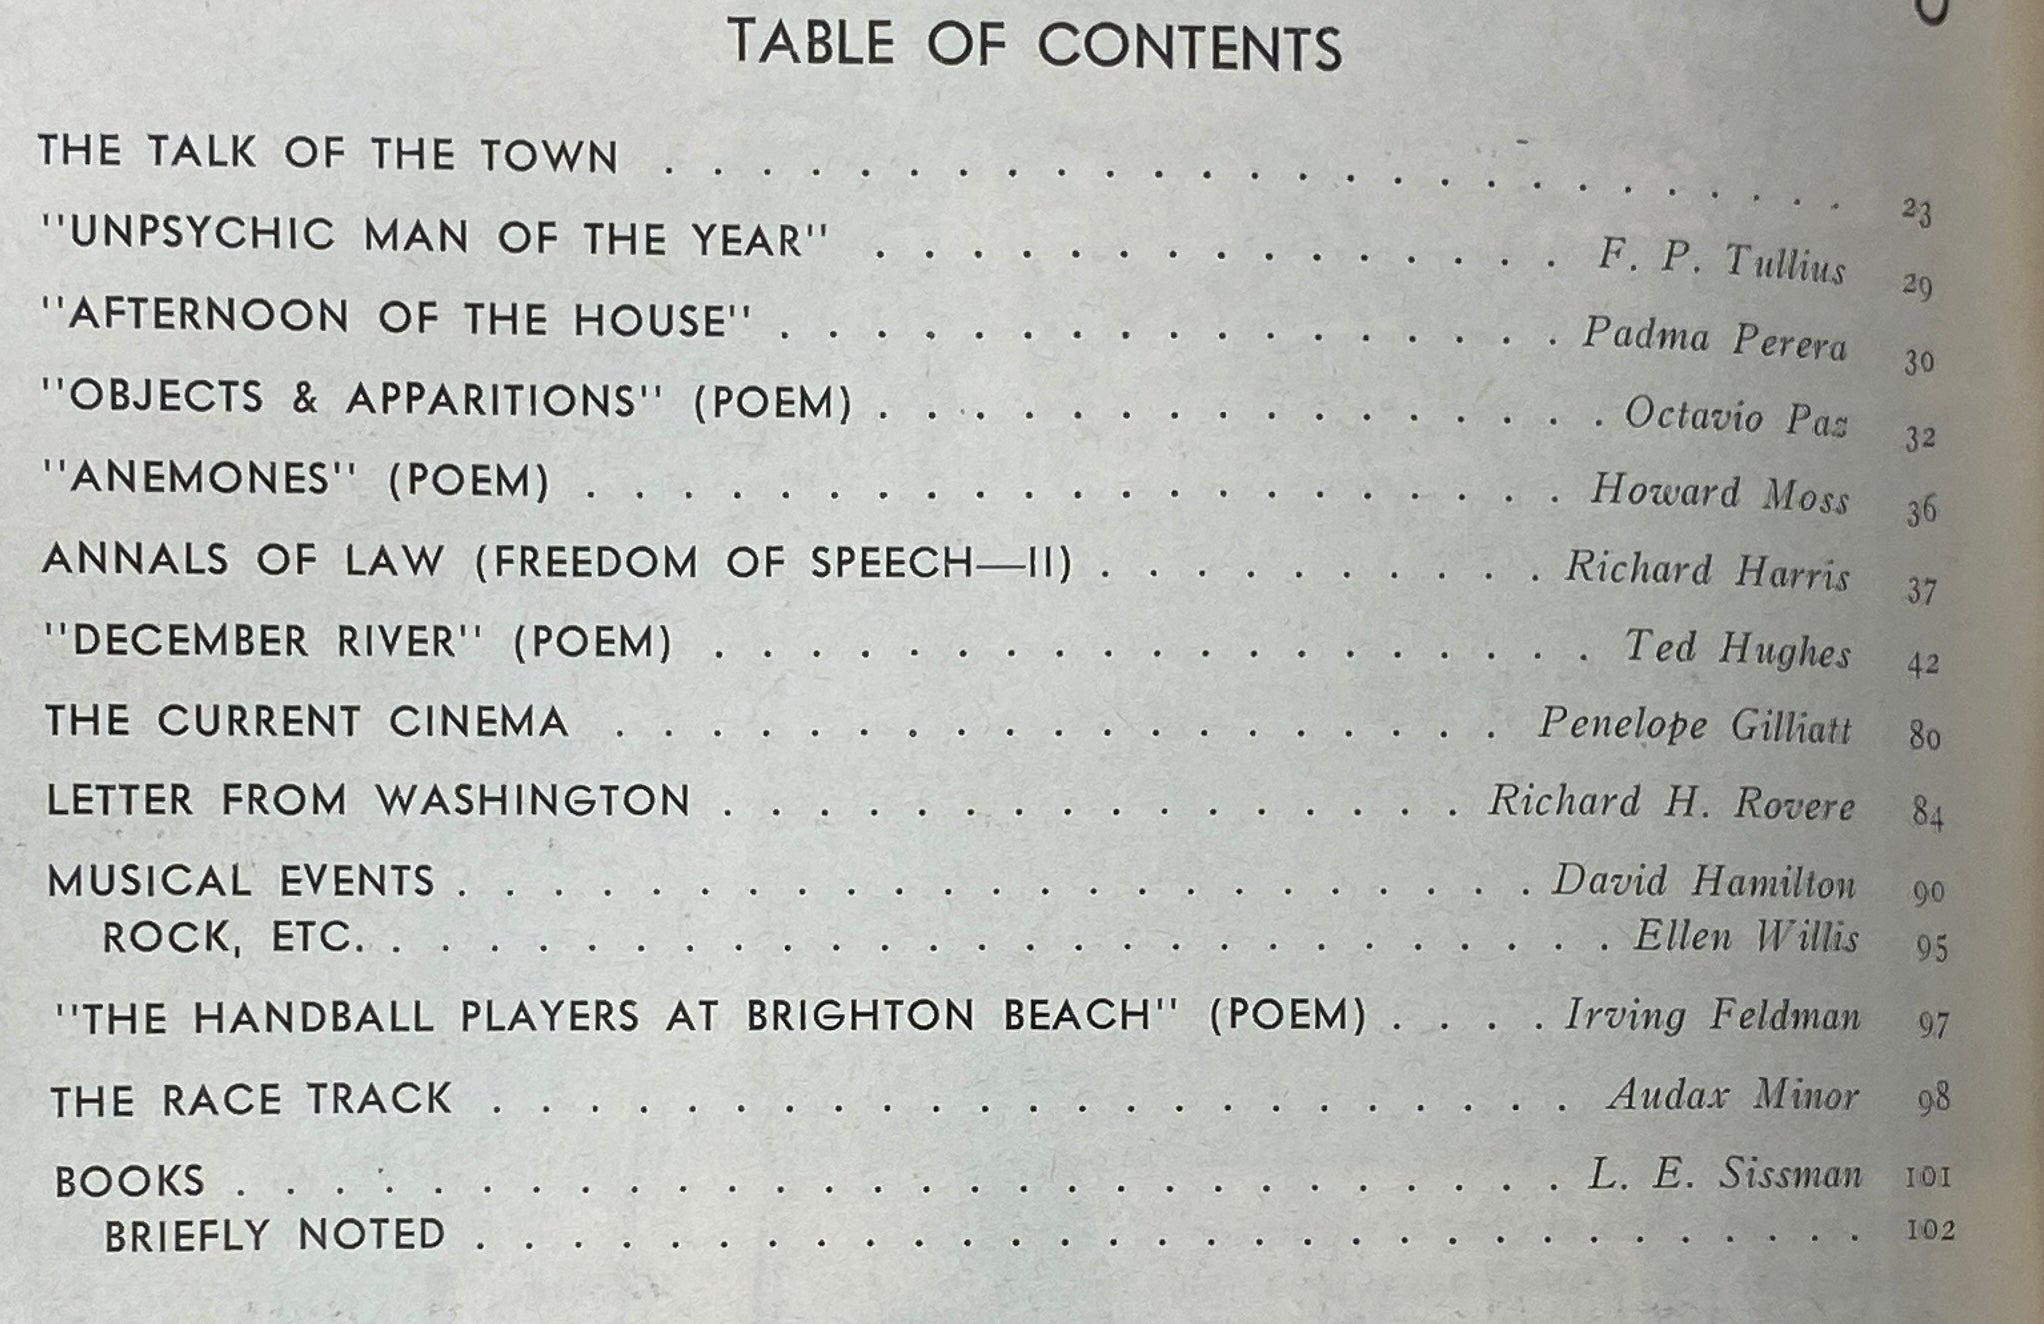 TABLE OF CONTENTS
THE TALK OF THE TOWN . . . . . . . . . . . . . . . . . . . . . . . . . 23
"UNPSYCHIC MAN OF THE YEAR" . . . . . . . . . . . . . . . F. P. Tullius 29
"AFTERNOON OF THE HOUSE" . . . . . . . . . . . . . . . . . Padma Perera 30
"OBJECTS & APPARITIONS" (POEM) . . . . . . . . . . . . . . . . Octavio Paz 32
"ANEMONES" (POEM) . . . . . . . . . . . . . . . . . . . . . Howard Moss 36
ANNALS OF LAW (FREEDOM OF SPEECH—II) . . . . . . . . . . Richard Harris 37
"DECEMBER RIVER" (POEM) . . . . . . . . . . . . . . . . . . . Ted Hughes 42
THE CURRENT CINEMA . . . . . . . . . . . . . . . . . . . Penelope Gilliatt 80
LETTER FROM WASHINGTON . . . . . . . . . . . . . . . . Richard H. Rovere 84
MUSICAL EVENTS . . . . . . . . . . . . . . . . . . . . . . . David Hamilton 90
ROCK, ETC. . . . . . . . . . . . . . . . . . . . . . . . . . . Ellen Willis 95
"THE HANDBALL PLAYERS AT BRIGHTON BEACH" (POEM) . . . . Irving Feldman 97
THE RACE TRACK . . . . . . . . . . . . . . . . . . . . . . . Audax Minor 98
BOOKS . . . . . . . . . . . . . . . . . . . . . . . . . . . . L. E. Sissman 101
BRIEFLY NOTED . . . . . . . . . . . . . . . . . . . . . . . . . . . . . 102